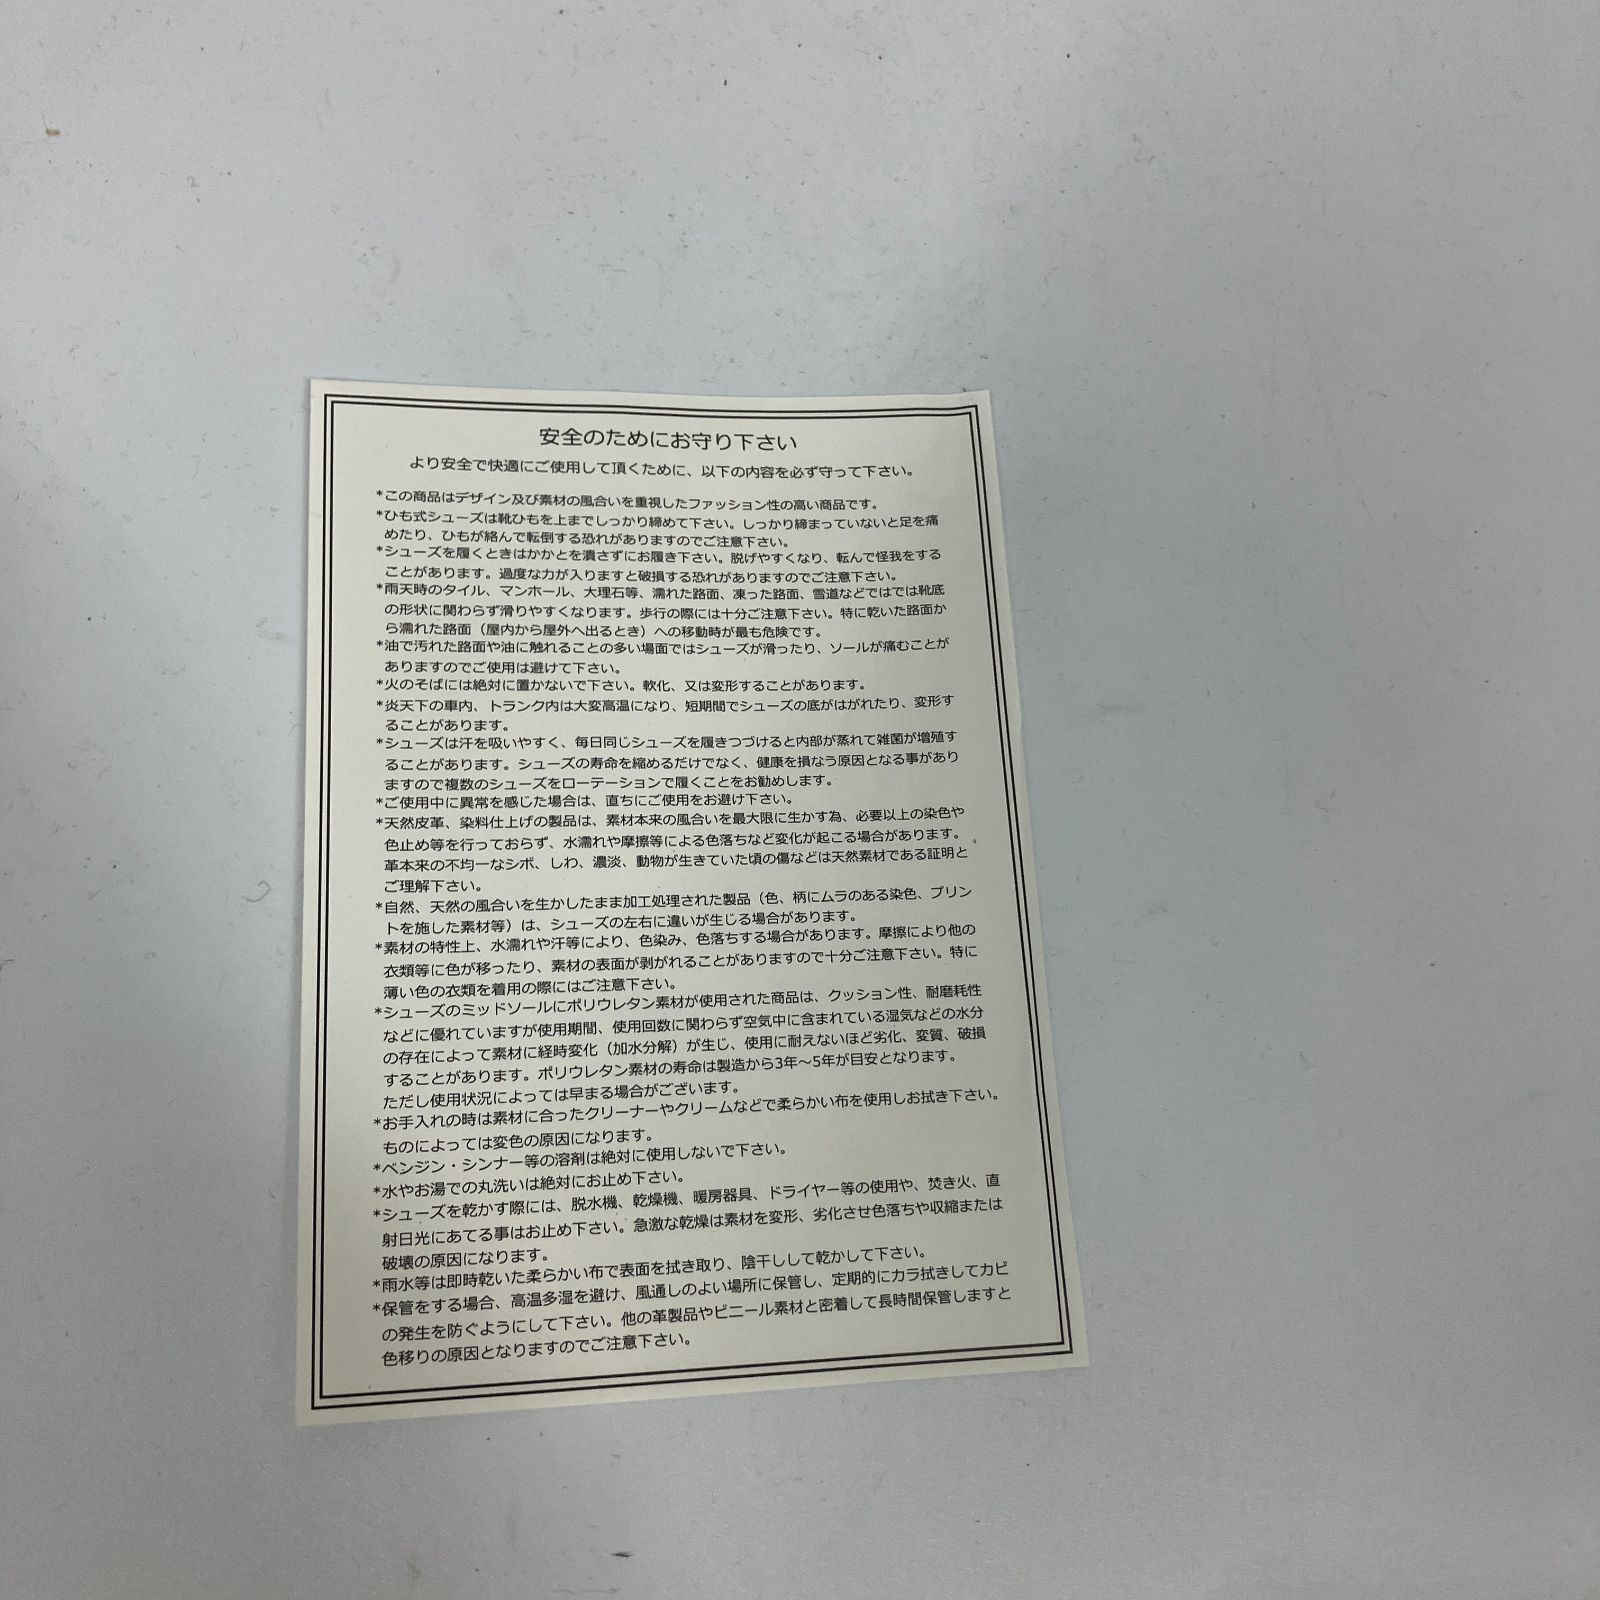 安全のためにお守り下さい
より安全で快適にご使用して頂くために、以下の内容を必ず守って下さい。
*この商品はデザイン及び素材の風合いを重視したファッション性の高い商品です。
*ひも式シューズは靴ひもを上までしっかり締めて下さい。しっかり締まっていないと足を痛
めたり、ひもが絡んで転倒する恐れがありますのでご注意下さい。
*シューズを履くときはかかとを潰さずにお履き下さい。脱げやすくなり、転んで怪我をする
ことがあります。過度な力が入りますと破損する恐れがありますのでご注意下さい。
*雨天時のタイル、マンホール、大理石等、濡れた路面、凍った路面、雪道などではでは靴底
の形状に関わらず滑りやすくなります。歩行の際には十分ご注意下さい。特に乾いた路面か
ら濡れた路面（屋内から屋外へ出るとき）への移動時が最も危険です。
*油で汚れた路面や油に触れることの多い場面ではシューズが滑ったり、ソールが痛むことが
ありますのでご使用は避けて下さい。
*火のそばには絶対に置かないで下さい。軟化、又は変形することがあります。
*炎天下の車内、トランク内は大変高温になり、短期間でシューズの底がはがれたり、変形す
ることがあります。
*シューズは汗を吸いやすく、毎日同じシューズを履きつづけると内部が蒸れて雑菌が増殖す
ることがあります。シューズの寿命を縮めるだけでなく、健康を損なう原因となる事があり
ますので複数のシューズをローテーションで履くことをお勧めします。
*ご使用中に異常を感じた場合は、直ちにご使用をお避け下さい。
*天然皮革、染料仕上げの製品は、素材本来の風合いを最大限に生かす為、必要以上の染色や
色止め等を行っておらず、水濡れや摩擦等による色落ちなど変化が起こる場合があります。
革本来の不均一なシボ、しわ、濃淡、動物が生きていた頃の傷などは天然素材である証明と
ご理解下さい。
*自然、天然の風合いを生かしたまま加工処理された製品（色、柄にムラのある染色、プリン
トを施した素材等）は、シューズの左右に違いが生じる場合があります。
*素材の特性上、水濡れや汗等により、色染み、色落ちする場合があります。摩擦により他の
衣類等に色が移ったり、素材の表面が剥がれることがありますので十分ご注意下さい。特に
薄い色の衣類を着用の際にはご注意下さい。
*シューズのミッドソールにポリウレタン素材が使用された商品は、クッション性、耐磨耗性
などに優れていますが使用期間、使用回数に関わらず空気中に含まれている湿気などの水分
の存在によって素材に経時変化（加水分解）が生じ、使用に耐えないほど劣化、変質、破損
することがあります。ポリウレタン素材の寿命は製造から3年〜5年が目安となります。
ただし使用状況によっては早まる場合がございます。
*お手入れの時は素材に合ったクリーナーやクリームなどで柔らかい布を使用しお拭き下さい。
ものによっては変色の原因になります。
*ベンジン・シンナー等の溶剤は絶対に使用しないで下さい。
*水やお湯での丸洗いは絶対にお止め下さい。
*シューズを乾かす際には、脱水機、乾燥機、暖房器具、ドライヤー等の使用や、焚き火、直
射日光にあてる事はお止め下さい。急激な乾燥は素材を変形、劣化させ色落ちや収縮または
破壊の原因になります。
*雨水等は即時乾いた柔らかい布で表面を拭き取り、陰干しして乾かして下さい。
*保管をする場合、高温多湿を避け、風通しのよい場所に保管し、定期的にカラ拭きしてカビ
の発生を防ぐようにして下さい。他の革製品やビニール素材と密着して長時間保管しますと
色移りの原因となりますのでご注意下さい。